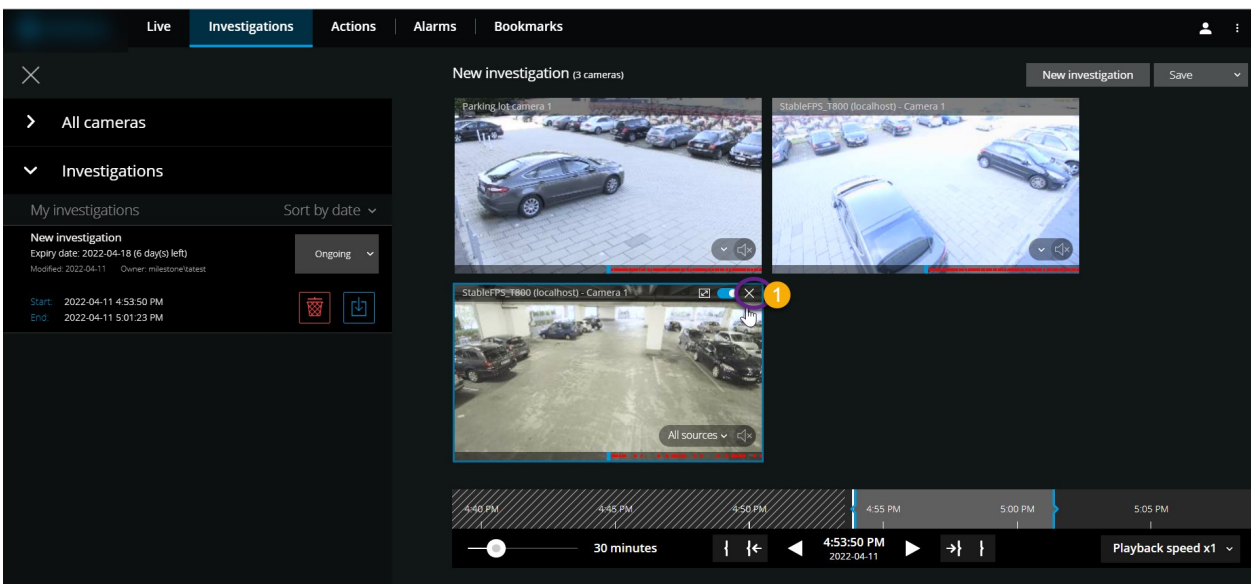 Live Investigations Actions Alarms Bookmarks
New investigation (3 cameras)
New investigation
Save
All cameras
Investigations
My investigations
Sort by date
New investigation
Expiry date: 2022-04-18 (6 day(s) left)
Modified: 2022-04-11 Owner: milestone\tatest
Ongoing
Start: 2022-04-11 4:53:50 PM
End: 2022-04-11 5:01:23 PM
Parking lot camera 1
StableFPS_T800 (localhost) - Camera 1
StableFPS_T800 (localhost) - Camera 1
1
All sources
4:40 PM 4:45 PM 4:50 PM 4:55 PM 5:00 PM 5:05 PM
30 minutes
4:53:50 PM
2022-04-11
Playback speed x1